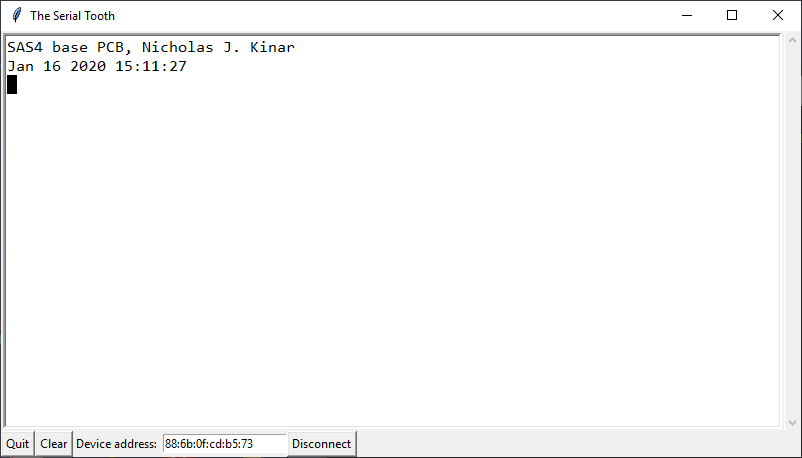 The Serial Tooth
SAS4 base PCB, Nicholas J. Kinar
Jan 16 2020 15:11:27
Quit Clear Device address: 88:6b:0f:cd:b5:73 Disconnect